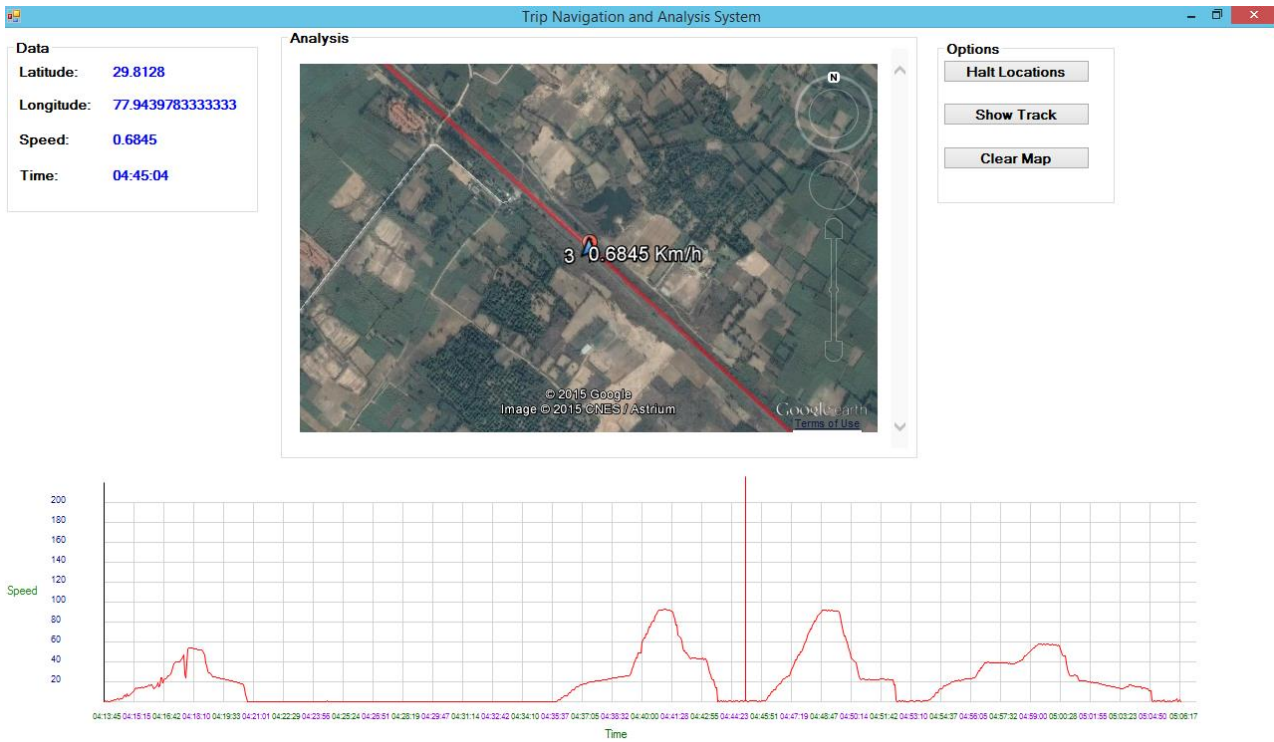 Trip Navigation and Analysis System
Data
Latitude: 29.8128
Longitude: 77.9439783333333
Speed: 0.6845
Time: 04:45:04
Analysis
N
3 0.6845 Km/h
© 2015 Google
Image © 2015 CNES / Astrium
Google earth
Terms of Use
Options
Halt Locations
Show Track
Clear Map
200
180
160
140
120
100
80
60
40
20
Speed
04:13:45 04:15:15 04:16:42 04:18:10 04:19:33 04:21:01 04:22:29 04:23:56 04:25:24 04:26:51 04:28:19 04:29:47 04:31:14 04:32:42 04:34:10 04:35:37 04:37:05 04:38:32 04:40:00 04:41:28 04:42:55 04:44:23 04:45:51 04:47:19 04:48:47 04:50:14 04:51:42 04:53:10 04:54:37 04:56:05 04:57:32 04:59:00 05:00:28 05:01:55 05:03:23 05:04:50 05:06:17
Time